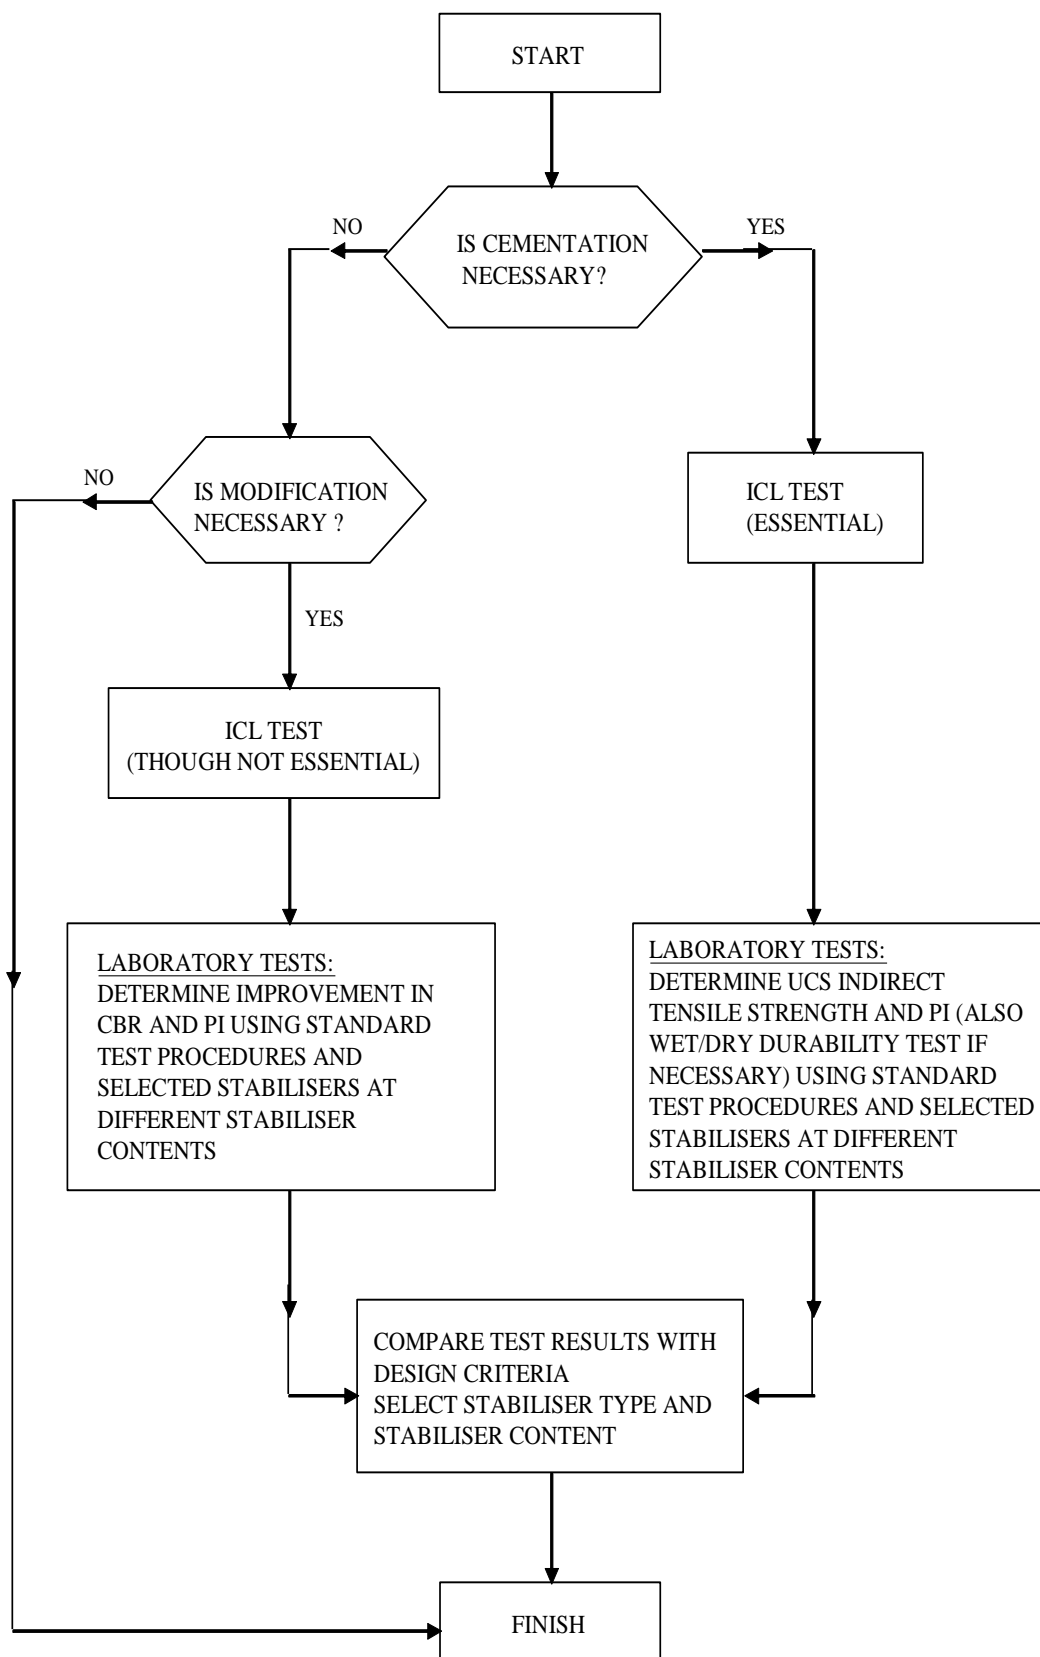 START
NO
YES
IS CEMENTATION
NECESSARY?
NO
IS MODIFICATION
NECESSARY ?
ICL TEST
(ESSENTIAL)
YES
ICL TEST
(THOUGH NOT ESSENTIAL)
LABORATORY TESTS:
DETERMINE IMPROVEMENT IN
CBR AND PI USING STANDARD
TEST PROCEDURES AND
SELECTED STABILISERS AT
DIFFERENT STABILISER
CONTENTS
LABORATORY TESTS:
DETERMINE UCS INDIRECT
TENSILE STRENGTH AND PI (ALSO
WET/DRY DURABILITY TEST IF
NECESSARY) USING STANDARD
TEST PROCEDURES AND SELECTED
STABILISERS AT DIFFERENT
STABILISER CONTENTS
COMPARE TEST RESULTS WITH
DESIGN CRITERIA
SELECT STABILISER TYPE AND
STABILISER CONTENT
FINISH